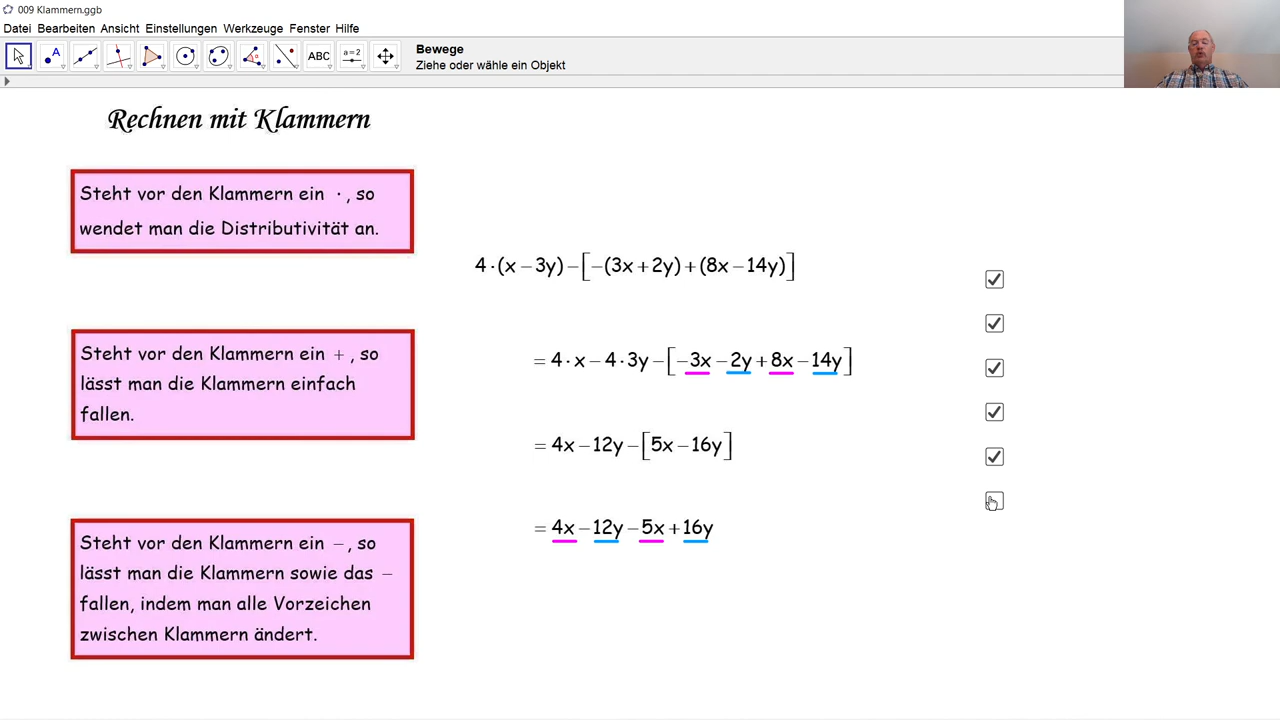 009 Klammern.ggb
Datei Bearbeiten Ansicht Einstellungen Werkzeuge Fenster Hilfe
A
ABC
a=2
Bewege
Ziehe oder wähle ein Objekt
Rechnen mit Klammern
Steht vor den Klammern ein ·, so
wendet man die Distributivität an.
Steht vor den Klammern ein +, so
lässt man die Klammern einfach
fallen.
Steht vor den Klammern ein −, so
lässt man die Klammern sowie das −
fallen, indem man alle Vorzeichen
zwischen Klammern ändert.
4·(x−3y)−[−(3x+2y)+(8x−14y)]
=4·x−4·3y−[−3x−2y+8x−14y]
=4x−12y−[5x−16y]
=4x−12y−5x+16y